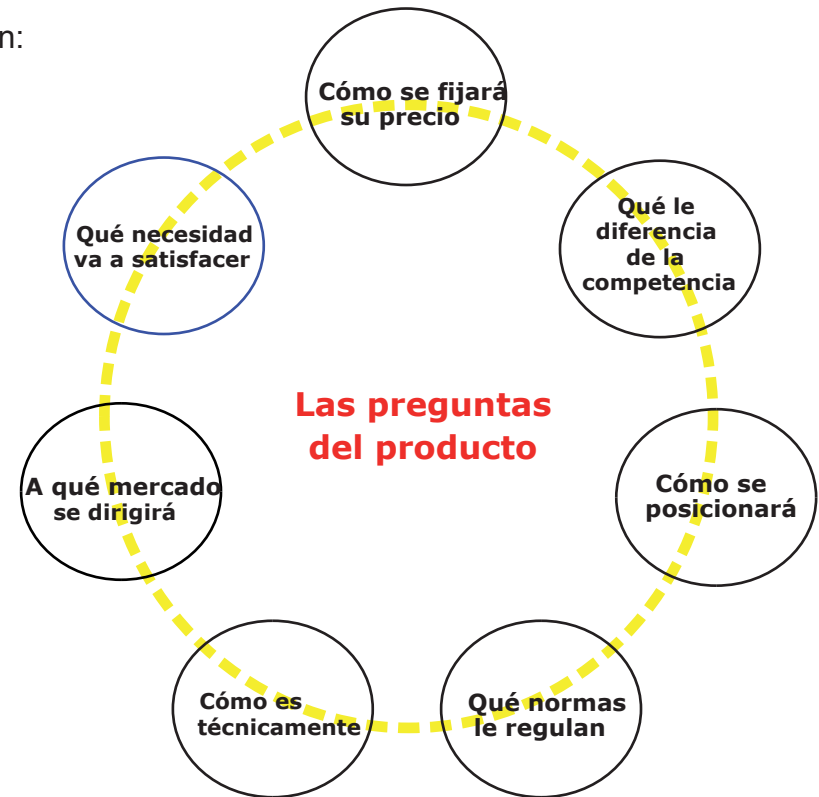 n:
Cómo se fijará
su precio
Qué le
diferencia
de la
competencia
Qué necesidad
va a satisfacer
Las preguntas
del producto
A qué mercado
se dirigirá
Cómo se
posicionará
Cómo es
técnicamente
Qué normas
le regulan